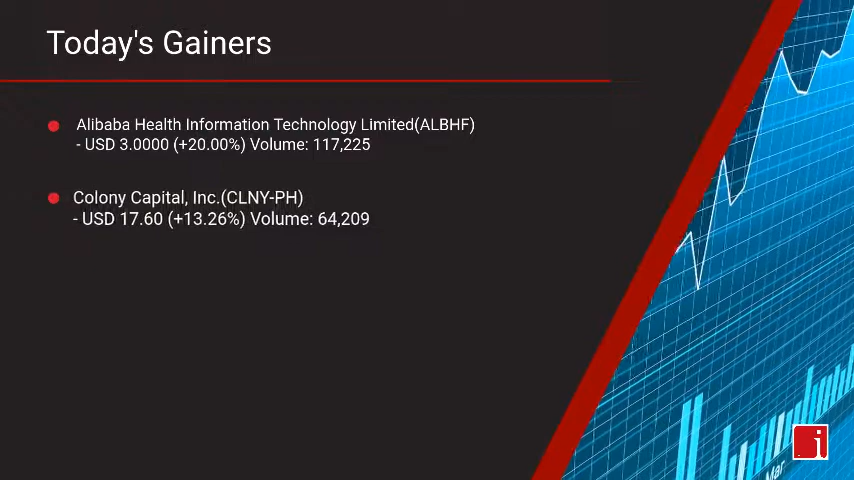 Today's Gainers
Alibaba Health Information Technology Limited(ALBHF)
- USD 3.0000 (+20.00%) Volume: 117,225
Colony Capital, Inc.(CLNY-PH)
- USD 17.60 (+13.26%) Volume: 64,209
i
Mar